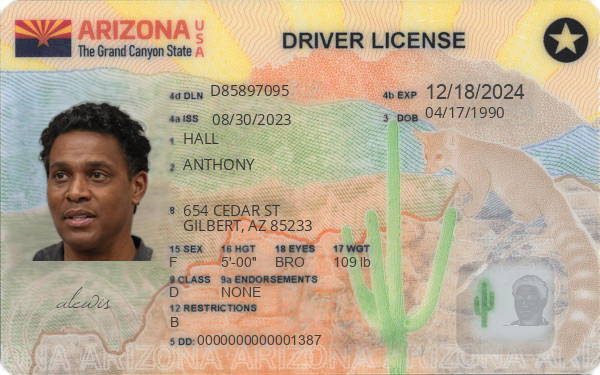 ARIZONA USA
The Grand Canyon State
DRIVER LICENSE
4d DLN D85897095
4b EXP 12/18/2024
4a ISS 08/30/2023
3 DOB 04/17/1990
1 HALL
2 ANTHONY
8 654 CEDAR ST
GILBERT, AZ 85233
15 SEX 16 HGT 18 EYES 17 WGT
F 5'-00" BRO 109 lb
9 CLASS 9a ENDORSEMENTS
D NONE
12 RESTRICTIONS
B
5 DD: 0000000000001387
alewis
ONA ARIZONA ARIZONA ARIZONA ARIZONA ARIZ